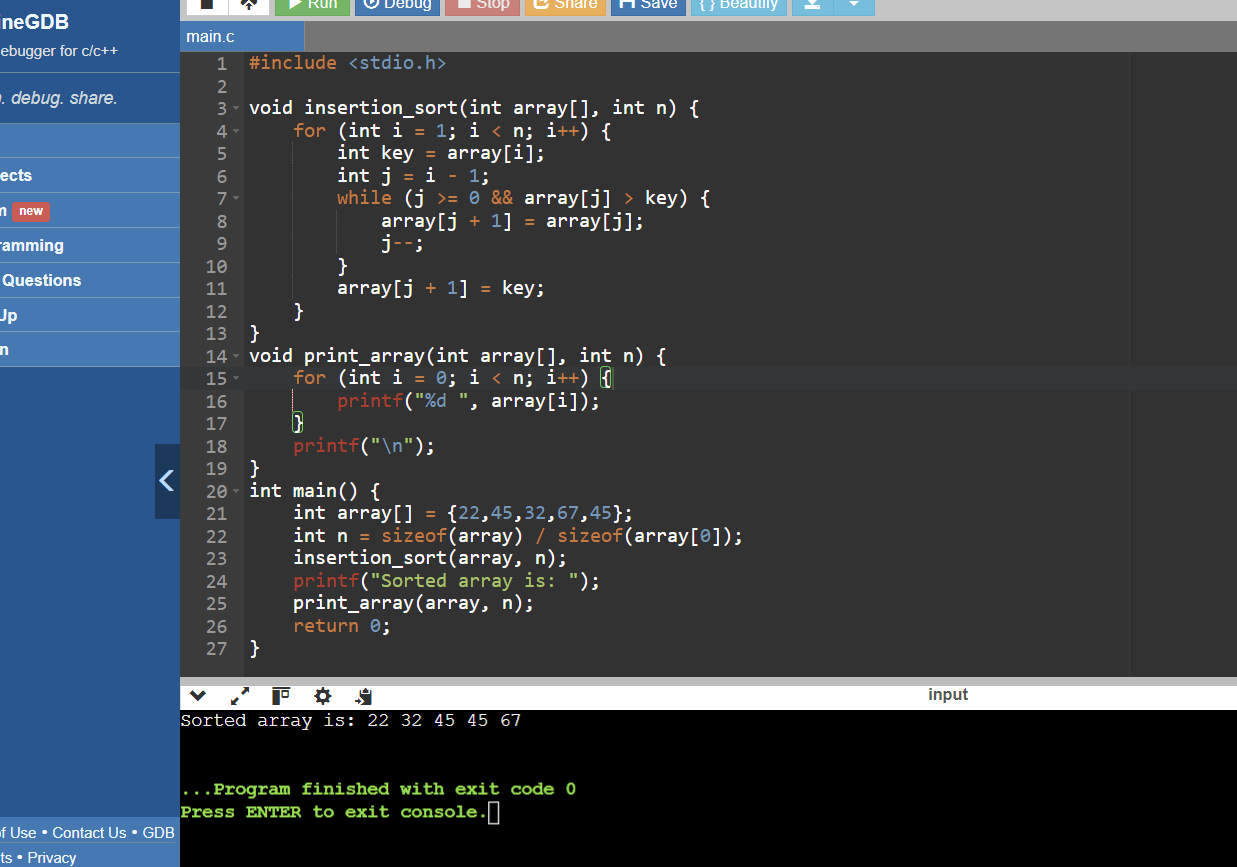 Run Debug Stop Share Save { } Beautify
ineGDB
ebugger for c/c++
. debug. share.
ects
new
ramming
Questions
Up
n
main.c
1 #include <stdio.h>
2
3 void insertion_sort(int array[], int n) {
4     for (int i = 1; i < n; i++) {
5         int key = array[i];
6         int j = i - 1;
7         while (j >= 0 && array[j] > key) {
8             array[j + 1] = array[j];
9             j--;
10         }
11         array[j + 1] = key;
12     }
13 }
14 void print_array(int array[], int n) {
15     for (int i = 0; i < n; i++) {
16         printf("%d ", array[i]);
17     }
18     printf("\n");
19 }
20 int main() {
21     int array[] = {22,45,32,67,45};
22     int n = sizeof(array) / sizeof(array[0]);
23     insertion_sort(array, n);
24     printf("Sorted array is: ");
25     print_array(array, n);
26     return 0;
27 }
input
Sorted array is: 22 32 45 45 67
...Program finished with exit code 0
Press ENTER to exit console.
of Use • Contact Us • GDB
ts • Privacy